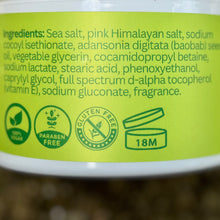 Ingredients: Sea salt, pink Himalayan salt, sodium
cocoyl isethionate, adansonia digitata (baobab) seed
oil, vegetable glycerin, cocamidopropyl betaine,
sodium lactate, stearic acid, phenoxyethanol,
caprylyl glycol, full spectrum d-alpha tocopherol
(vitamin E), sodium gluconate, fragrance.
100% VEGAN
PARABEN FREE
GLUTEN FREE
18M